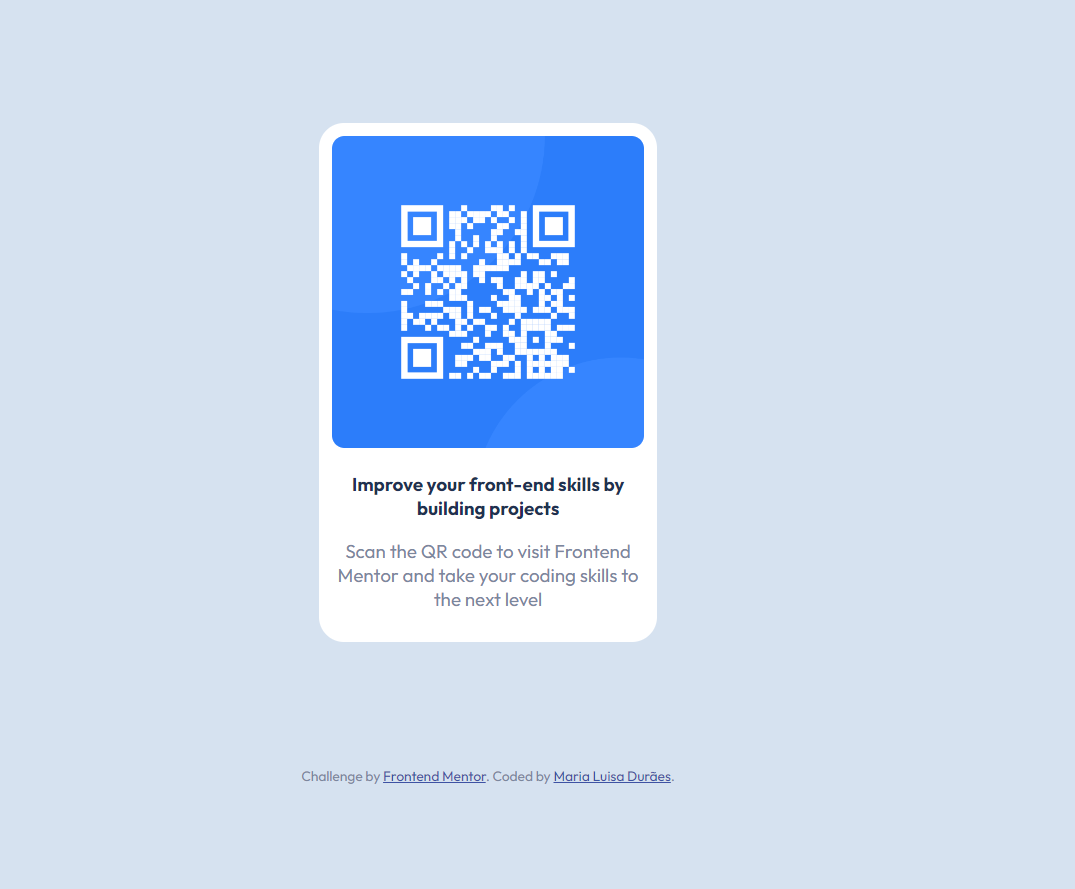 Improve your front-end skills by
building projects
Scan the QR code to visit Frontend
Mentor and take your coding skills to
the next level
Challenge by Frontend Mentor. Coded by Maria Luisa Durães.